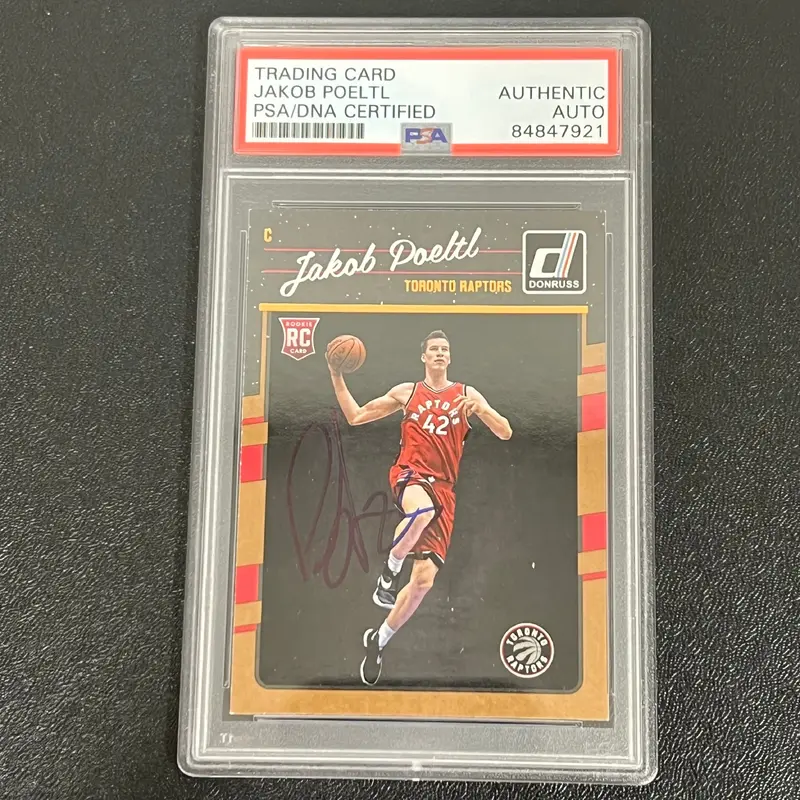 TRADING CARD
JAKOB POELTL
PSA/DNA CERTIFIED
AUTHENTIC
AUTO
84847921
PSA
C
Jakob Poeltl
TORONTO RAPTORS
d
DONRUSS
ROOKIE
RC
CARD
RAPTORS
42
TORONTO
RAPTORS